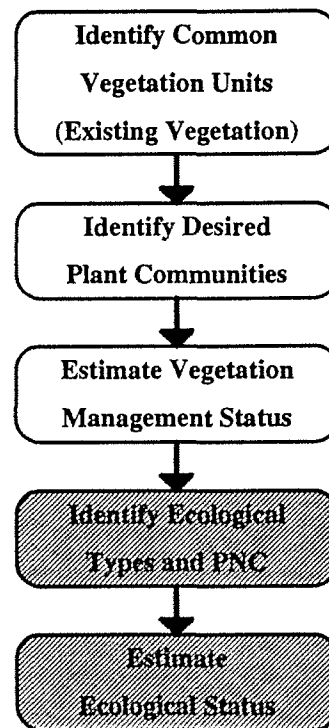 Identify Common
Vegetation Units
(Existing Vegetation)
Identify Desired
Plant Communities
Estimate Vegetation
Management Status
Identify Ecological
Types and PNC
Estimate
Ecological Status